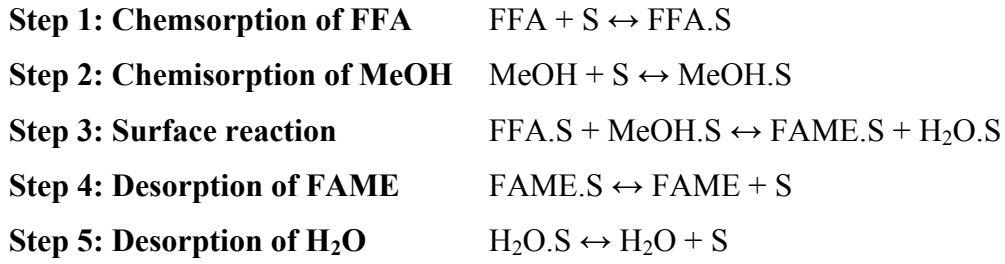 Step 1: Chemsorption of FFA FFA + S ↔ FFA.S
Step 2: Chemisorption of MeOH MeOH + S ↔ MeOH.S
Step 3: Surface reaction FFA.S + MeOH.S ↔ FAME.S + H₂O.S
Step 4: Desorption of FAME FAME.S ↔ FAME + S
Step 5: Desorption of H₂O H₂O.S ↔ H₂O + S